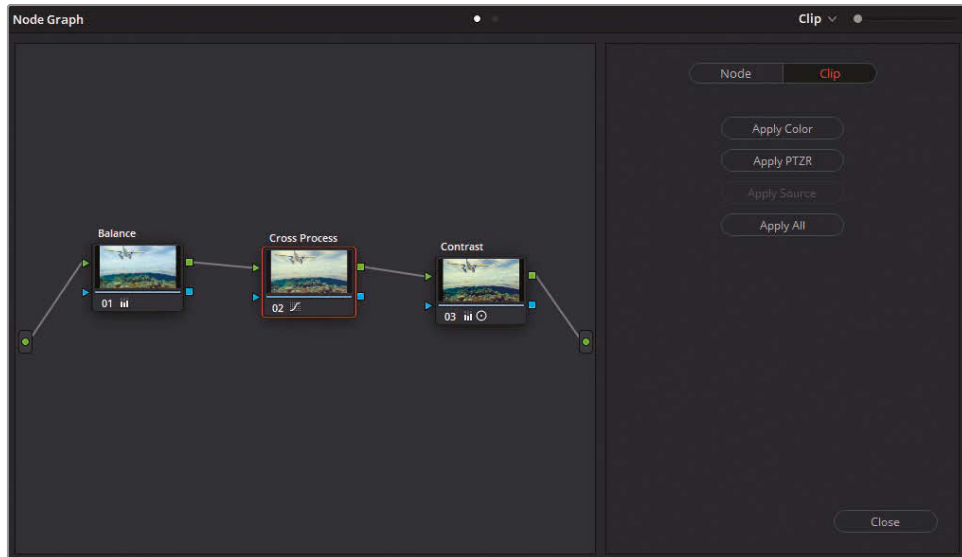 Node Graph
Clip
Node
Clip
Apply Color
Apply PTZR
Apply Source
Apply All
Balance
01
Cross Process
02
Contrast
03
Close